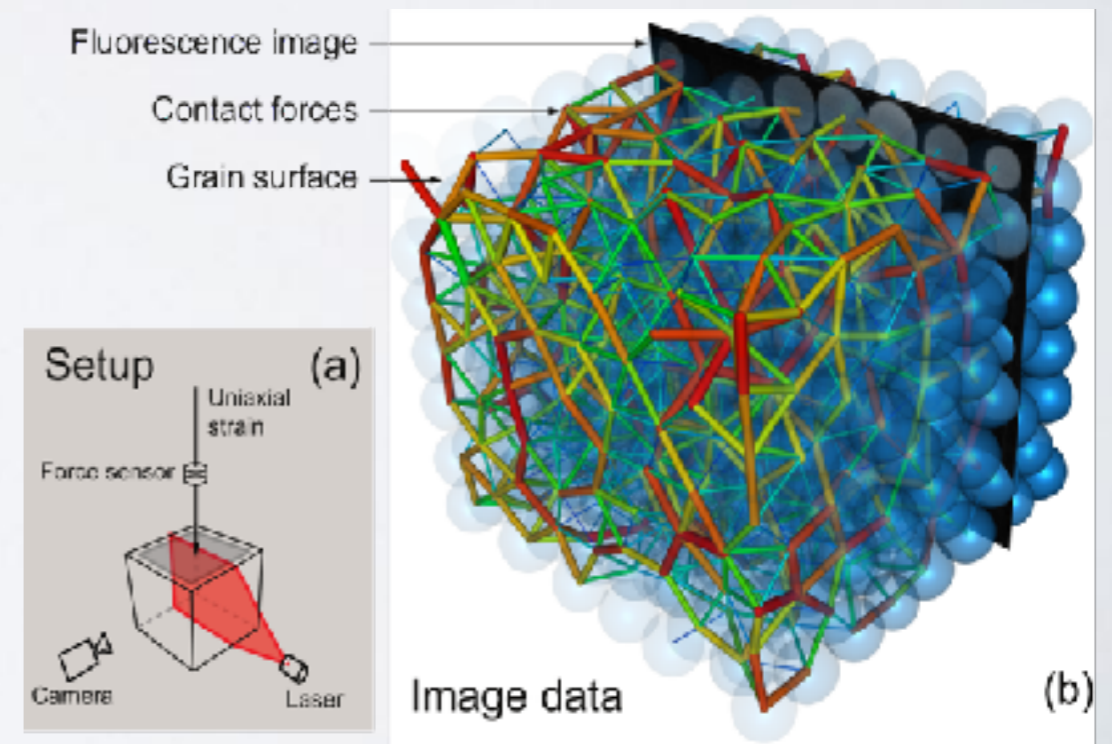 Fluorescence image
Contact forces
Grain surface
Setup
(a)
Uniaxial
strain
Force sensor
Camera
Laser
Image data
(b)